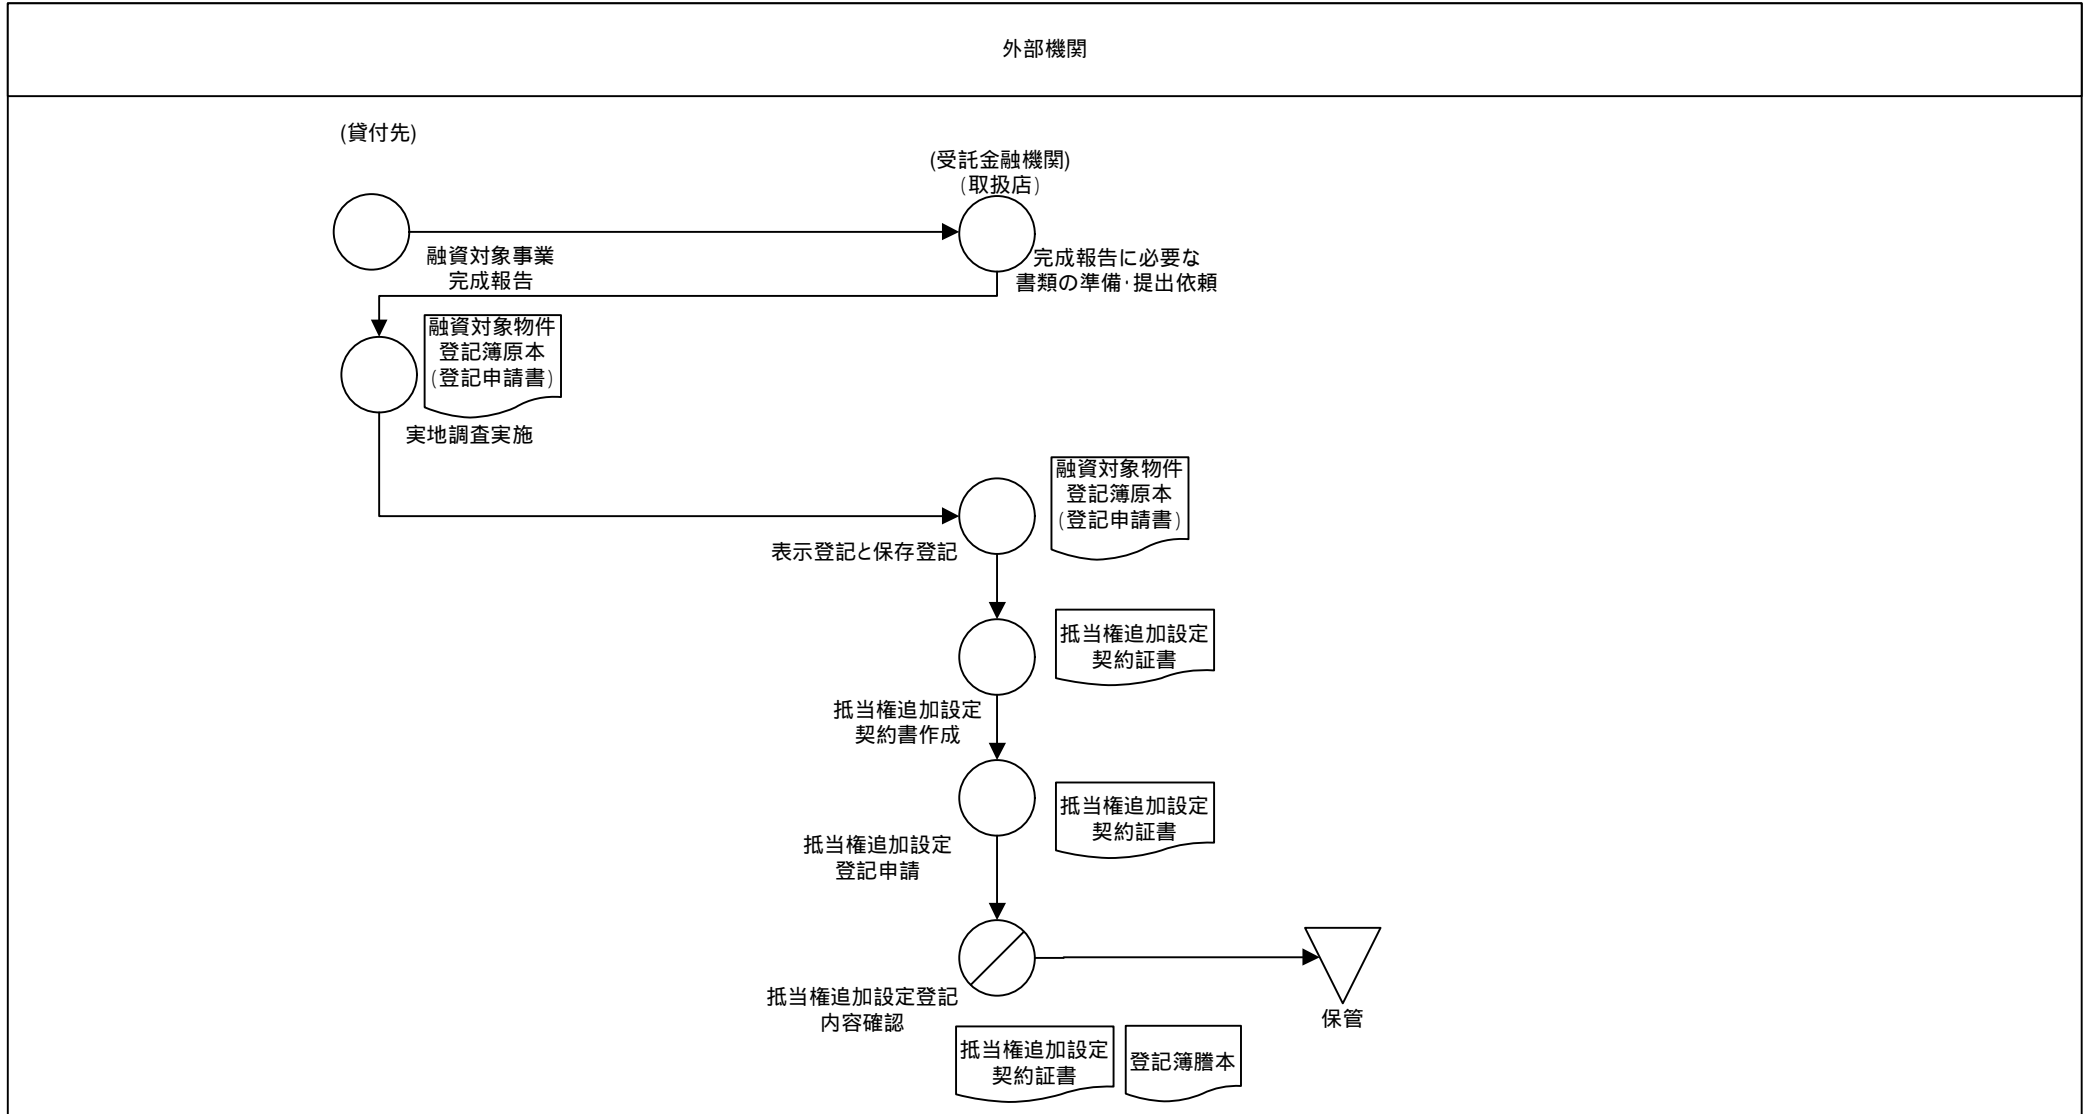 外部機関
(貸付先)
(受託金融機関)
(取扱店)
融資対象事業
完成報告
完成報告に必要な
書類の準備・提出依頼
融資対象物件
登記簿原本
(登記申請書)
実地調査実施
融資対象物件
登記簿原本
(登記申請書)
表示登記と保存登記
抵当権追加設定
契約証書
抵当権追加設定
契約書作成
抵当権追加設定
契約証書
抵当権追加設定
登記申請
抵当権追加設定登記
内容確認
保管
抵当権追加設定
契約証書
登記簿謄本